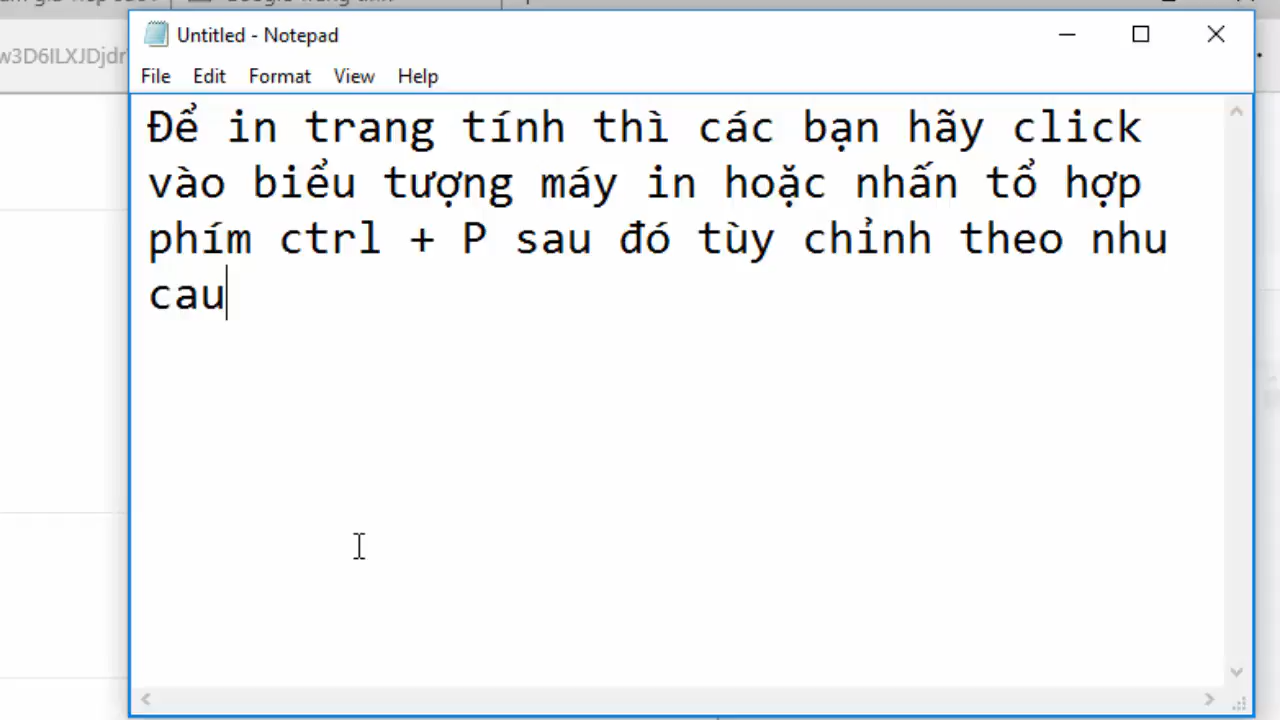 Untitled - Notepad
w3D6ILXJDjdr
File Edit Format View Help
Để in trang tính thì các bạn hãy click
vào biểu tượng máy in hoặc nhấn tổ hợp
phím ctrl + P sau đó tùy chỉnh theo nhu
cau